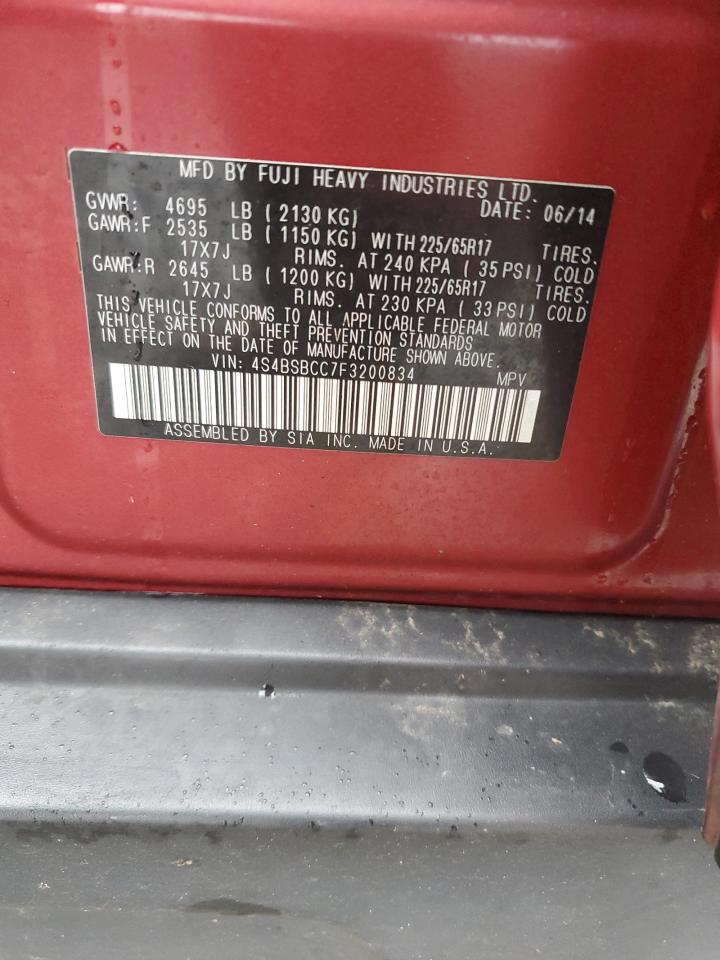 MFD BY FUJI HEAVY INDUSTRIES LTD.
GVWR: 4695 LB ( 2130 KG) DATE: 06/14
GAWR:F 2535 LB ( 1150 KG) WITH 225/65R17 TIRES.
17X7J RIMS. AT 240 KPA ( 35 PSI) COLD
GAWR:R 2645 LB ( 1200 KG) WITH 225/65R17 TIRES.
17X7J RIMS. AT 230 KPA ( 33 PSI) COLD
THIS VEHICLE CONFORMS TO ALL APPLICABLE FEDERAL MOTOR
VEHICLE SAFETY AND THEFT PREVENTION STANDARDS
IN EFFECT ON THE DATE OF MANUFACTURE SHOWN ABOVE.
VIN: 4S4BSBCC7F3200834 MPV
ASSEMBLED BY SIA INC. MADE IN U.S.A.